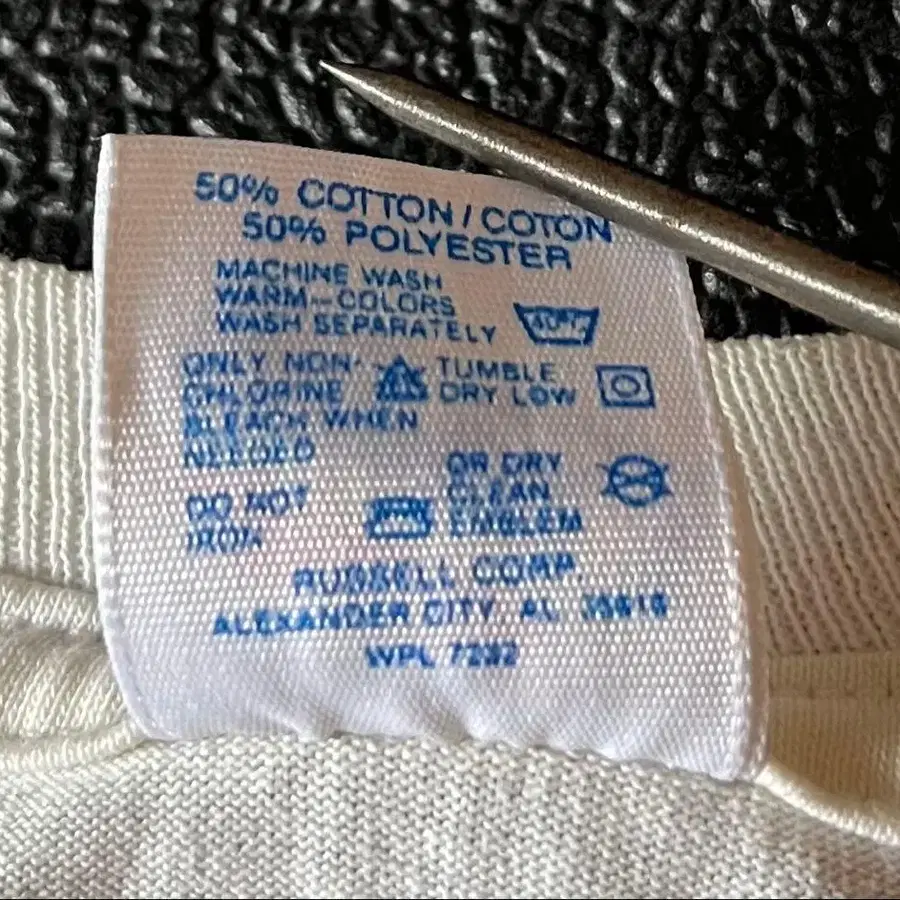 50% COTTON / COTON
50% POLYESTER
MACHINE WASH
WARM—COLORS
WASH SEPARATELY
ONLY NON-
CHLORINE
BLEACH WHEN
NEEDED
TUMBLE
DRY LOW
DO NOT
IRON
OR DRY
CLEAN
EMBLEM
RUSSELL CORP.
ALEXANDER CITY, AL
WPL